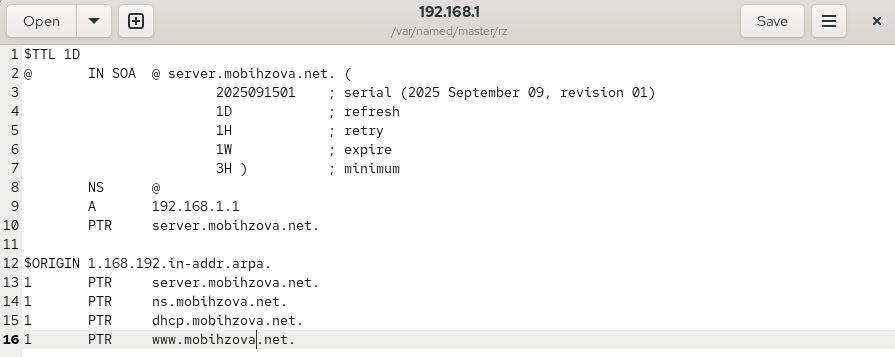 Open
192.168.1
/var/named/master/rz
Save
1 $TTL 1D
2 @ IN SOA @ server.mobihzova.net. (
3 2025091501 ; serial (2025 September 09, revision 01)
4 1D ; refresh
5 1H ; retry
6 1W ; expire
7 3H ) ; minimum
8 NS @
9 A 192.168.1.1
10 PTR server.mobihzova.net.
11
12 $ORIGIN 1.168.192.in-addr.arpa.
13 1 PTR server.mobihzova.net.
14 1 PTR ns.mobihzova.net.
15 1 PTR dhcp.mobihzova.net.
16 1 PTR www.mobihzova.net.